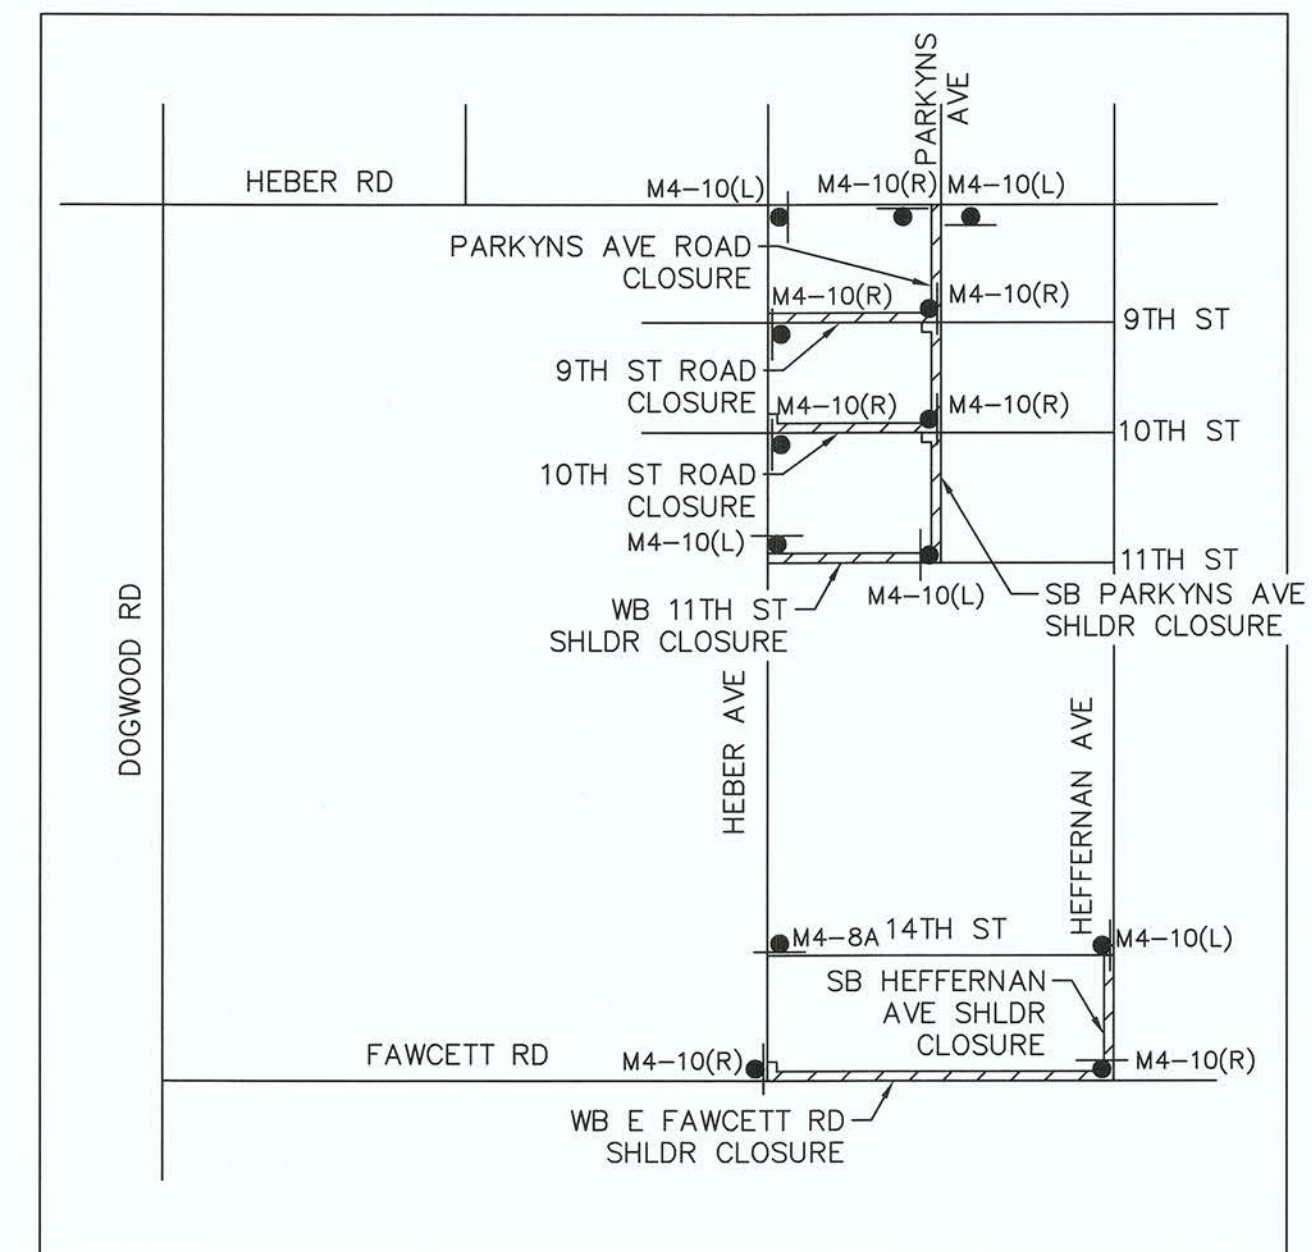 PARKYNS
AVE
HEBER RD
M4-10(L)
M4-10(R)
M4-10(L)
PARKYNS AVE ROAD
CLOSURE
M4-10(R)
M4-10(R)
9TH ST
9TH ST ROAD
CLOSURE
M4-10(R)
M4-10(R)
10TH ST
10TH ST ROAD
CLOSURE
M4-10(L)
11TH ST
M4-10(L)
SB PARKYNS AVE
SHLDR CLOSURE
WB 11TH ST
SHLDR CLOSURE
DOGWOOD RD
HEBER AVE
HEFFERNAN AVE
M4-8A
14TH ST
M4-10(L)
SB HEFFERNAN
AVE SHLDR
CLOSURE
FAWCETT RD
M4-10(R)
M4-10(R)
WB E FAWCETT RD
SHLDR CLOSURE